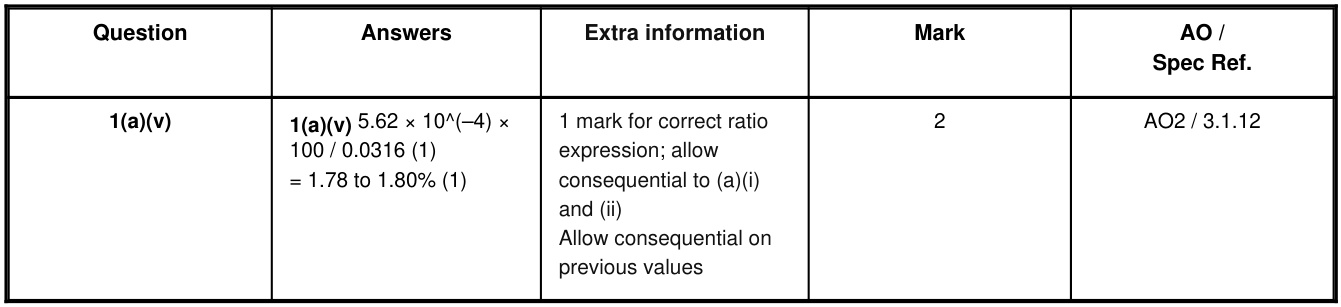 Question Answers Extra information Mark AO /
Spec Ref.
1(a)(v) 1(a)(v) 5.62 × 10^(–4) × 1 mark for correct ratio 2 AO2 / 3.1.12
100 / 0.0316 (1) expression; allow
= 1.78 to 1.80% (1) consequential to (a)(i)
and (ii)
Allow consequential on
previous values